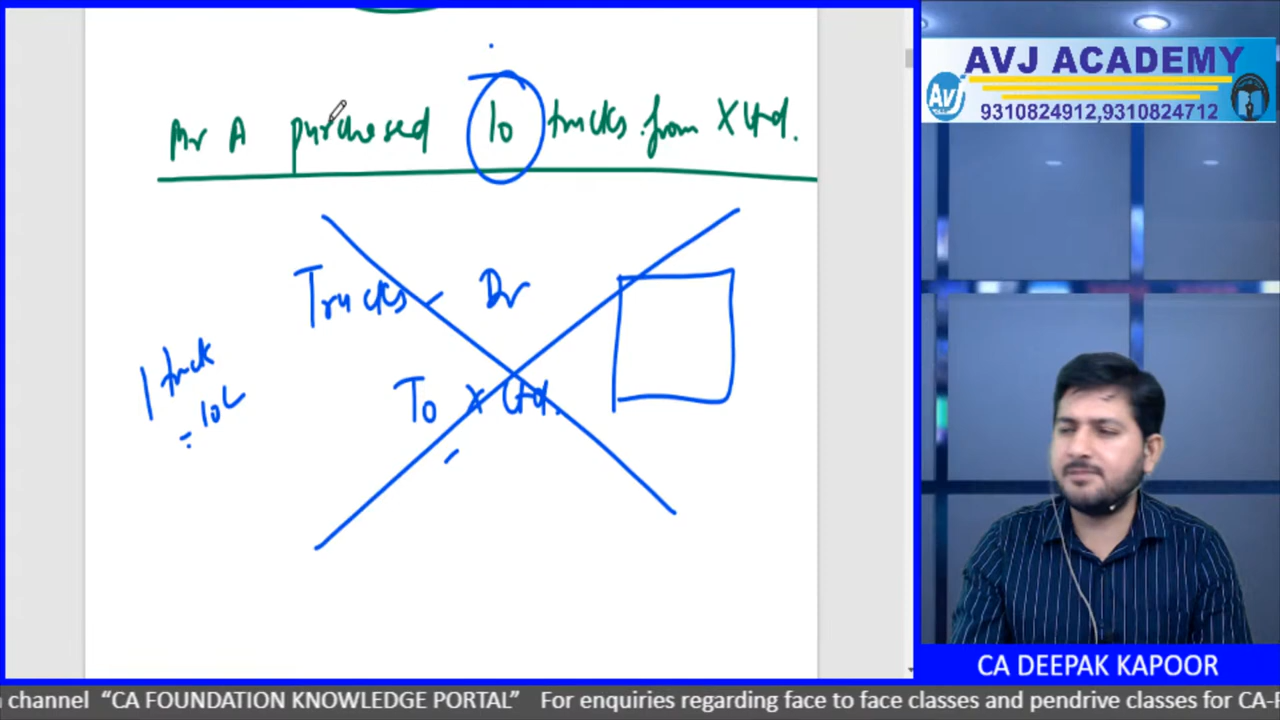 Mr A purchased 10 trucks from X Ltd.
Trucks Dr
To X Ltd.
1 truck
= 10L
AVJ ACADEMY
AV
9310824912,9310824712
CA DEEPAK KAPOOR
channel “CA FOUNDATION KNOWLEDGE PORTAL” For enquiries regarding face to face classes and pendrive classes for CA-